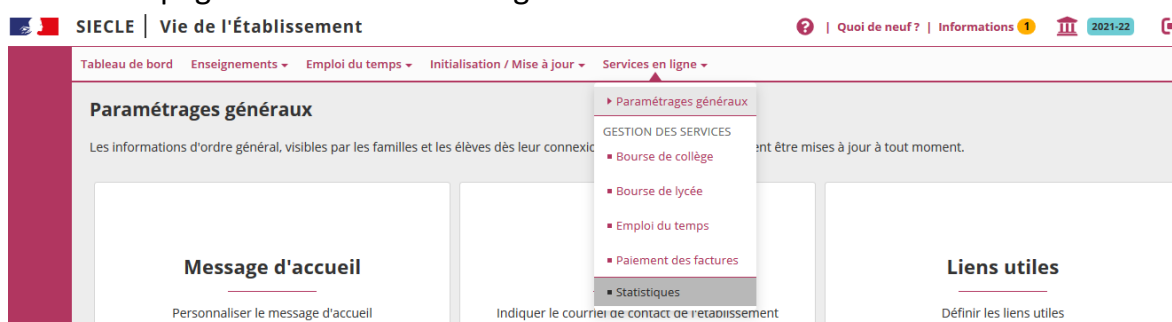 SIECLE | Vie de l'Établissement
| Quoi de neuf ? | Informations 1 2021-22
Tableau de bord Enseignements Emploi du temps Initialisation / Mise à jour Services en ligne
Paramétrages généraux
Les informations d'ordre général, visibles par les familles et les élèves dès leur
ent être mises à jour à tout moment.
Paramétrages généraux
GESTION DES SERVICES
Bourse de collège
Bourse de lycée
Emploi du temps
Paiement des factures
Statistiques
Message d'accueil
Personnaliser le message d'accueil
Indiquer le courriel de contact de l'établissement
Liens utiles
Définir les liens utiles